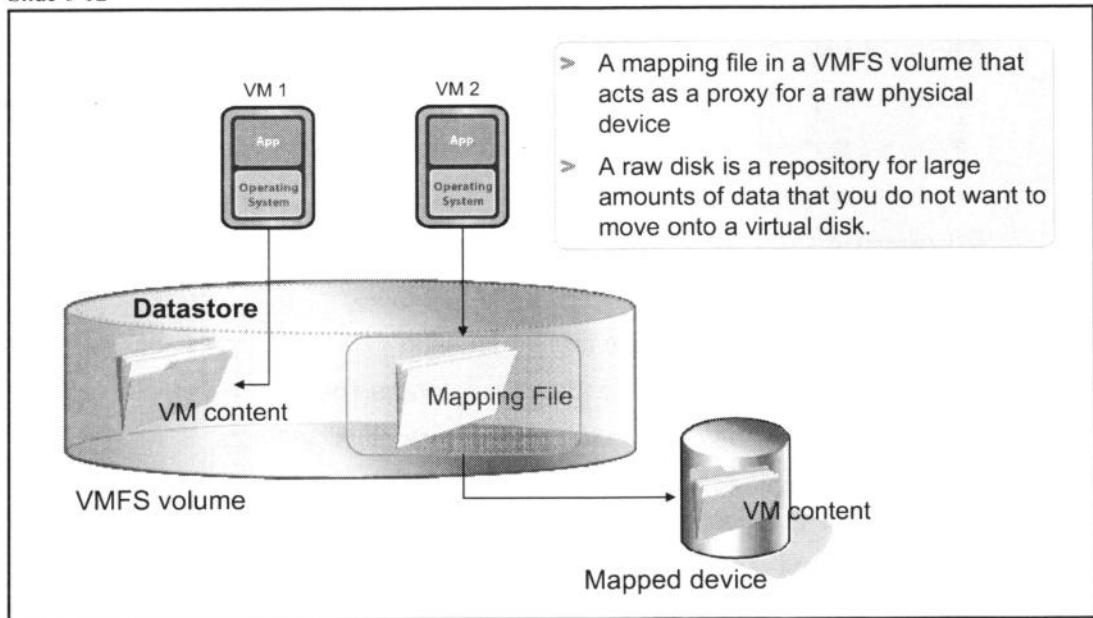 VM 1
VM 2
App
Operating
System
App
Operating
System
> A mapping file in a VMFS volume that
acts as a proxy for a raw physical
device
> A raw disk is a repository for large
amounts of data that you do not want to
move onto a virtual disk.
Datastore
VM content
Mapping File
VMFS volume
VM content
Mapped device